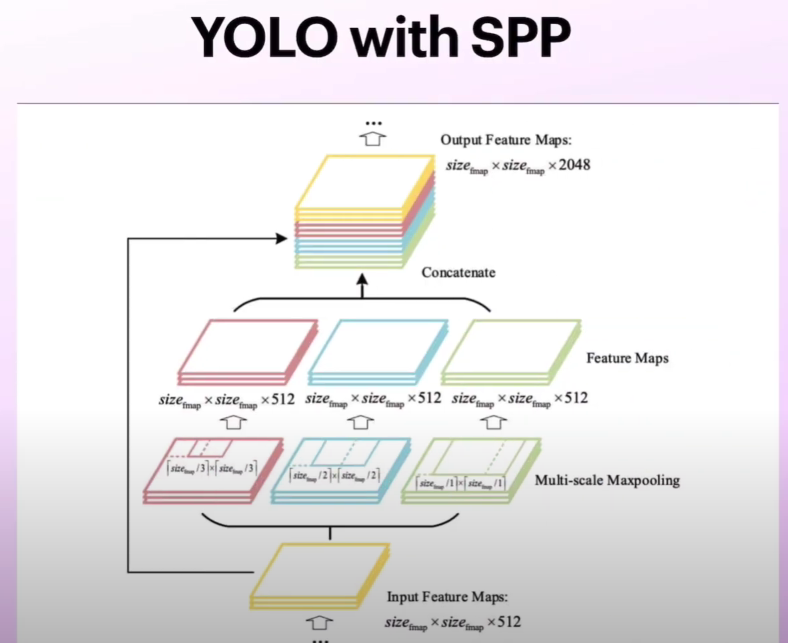 YOLO with SPP
...
Output Feature Maps:
size_fmap × size_fmap × 2048
Concatenate
Feature Maps
size_fmap × size_fmap × 512 size_fmap × size_fmap × 512 size_fmap × size_fmap × 512
⌈size_fmap/3⌉×⌈size_fmap/3⌉ ⌈size_fmap/2⌉×⌈size_fmap/2⌉ ⌈size_fmap/1⌉×⌈size_fmap/1⌉
Multi-scale Maxpooling
Input Feature Maps:
size_fmap × size_fmap × 512
...